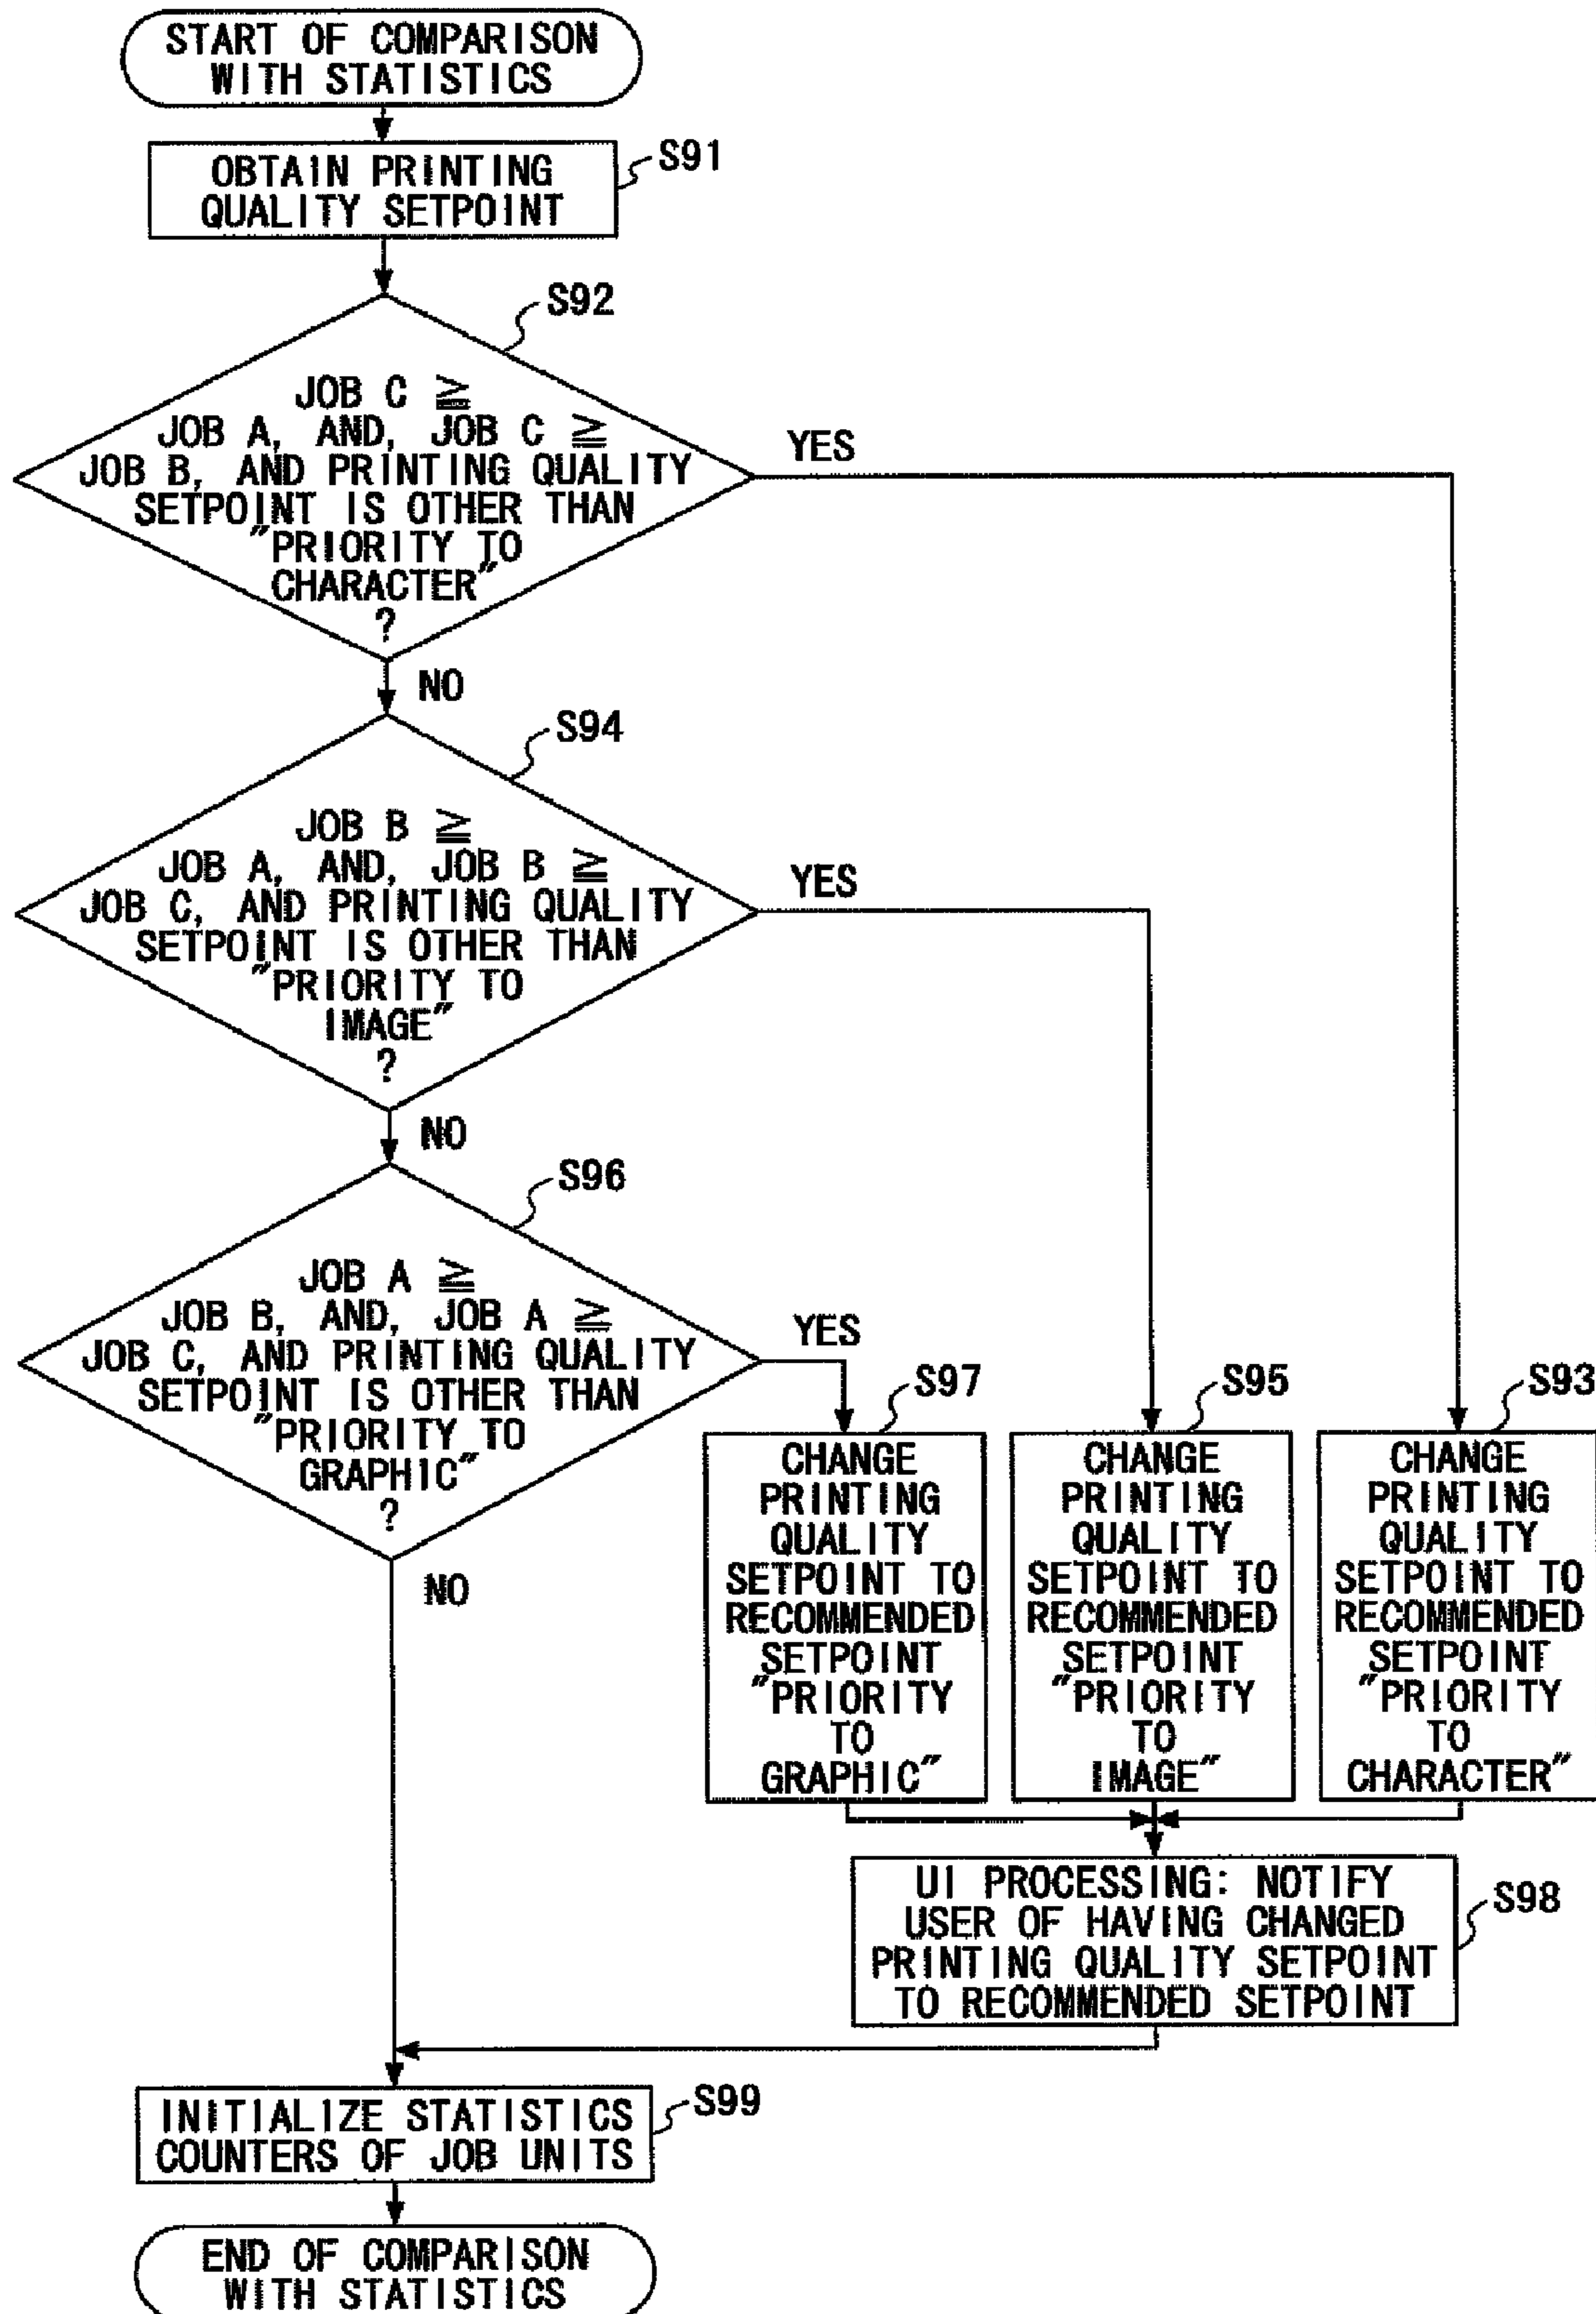 START OF COMPARISON
WITH STATISTICS
OBTAIN PRINTING
QUALITY SETPOINT
S91
S92
JOB C ≧
JOB A, AND, JOB C ≧
JOB B, AND PRINTING QUALITY
SETPOINT IS OTHER THAN
"PRIORITY TO
CHARACTER"
?
YES
NO
S94
JOB B ≧
JOB A, AND, JOB B ≧
JOB C, AND PRINTING QUALITY
SETPOINT IS OTHER THAN
"PRIORITY TO
IMAGE"
?
YES
NO
S96
JOB A ≧
JOB B, AND, JOB A ≧
JOB C, AND PRINTING QUALITY
SETPOINT IS OTHER THAN
"PRIORITY TO
GRAPHIC"
?
YES
NO
S97
CHANGE
PRINTING
QUALITY
SETPOINT TO
RECOMMENDED
SETPOINT
"PRIORITY
TO
GRAPHIC"
S95
CHANGE
PRINTING
QUALITY
SETPOINT TO
RECOMMENDED
SETPOINT
"PRIORITY
TO
IMAGE"
S93
CHANGE
PRINTING
QUALITY
SETPOINT TO
RECOMMENDED
SETPOINT
"PRIORITY
TO
CHARACTER"
UI PROCESSING: NOTIFY
USER OF HAVING CHANGED
PRINTING QUALITY SETPOINT
TO RECOMMENDED SETPOINT
S98
INITIALIZE STATISTICS
COUNTERS OF JOB UNITS
S99
END OF COMPARISON
WITH STATISTICS